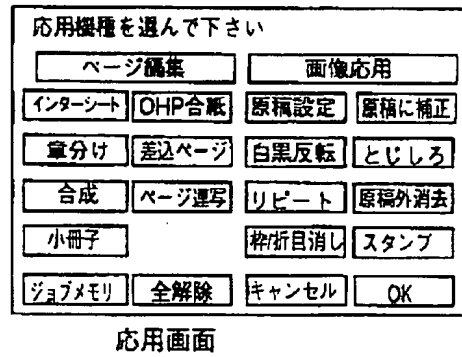 応用機種を選んで下さい
ページ編集 画像応用
インターシート OHP合紙 原稿設定 原稿に補正
章分け 差込ページ 白黒反転 とじしろ
合成 ページ連写 リピート 原稿外消去
小冊子 枠/折目消し スタンプ
ジョブメモリ 全解除 キャンセル OK
応用画面